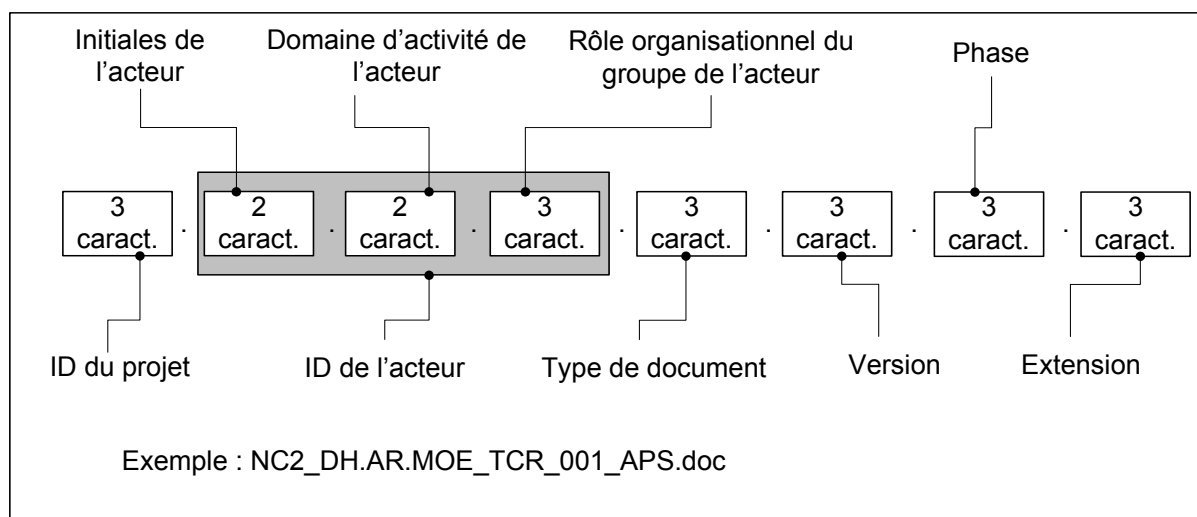 Initiales de
l'acteur
Domaine d'activité de
l'acteur
Rôle organisationnel du
groupe de l'acteur
Phase
3
caract.
.
2
caract.
.
2
caract.
.
3
caract.
.
3
caract.
.
3
caract.
.
3
caract.
.
3
caract.
ID du projet
ID de l'acteur
Type de document
Version
Extension
Exemple : NC2_DH.AR.MOE_TCR_001_APS.doc